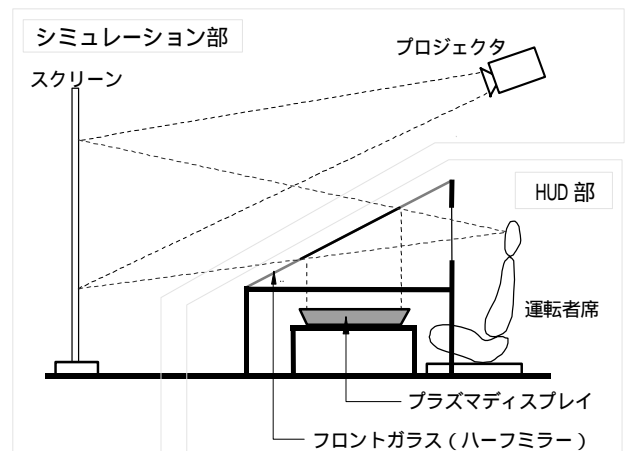 シミュレーション部
プロジェクタ
スクリーン
HUD 部
運転者席
プラズマディスプレイ
フロントガラス(ハーフミラー)